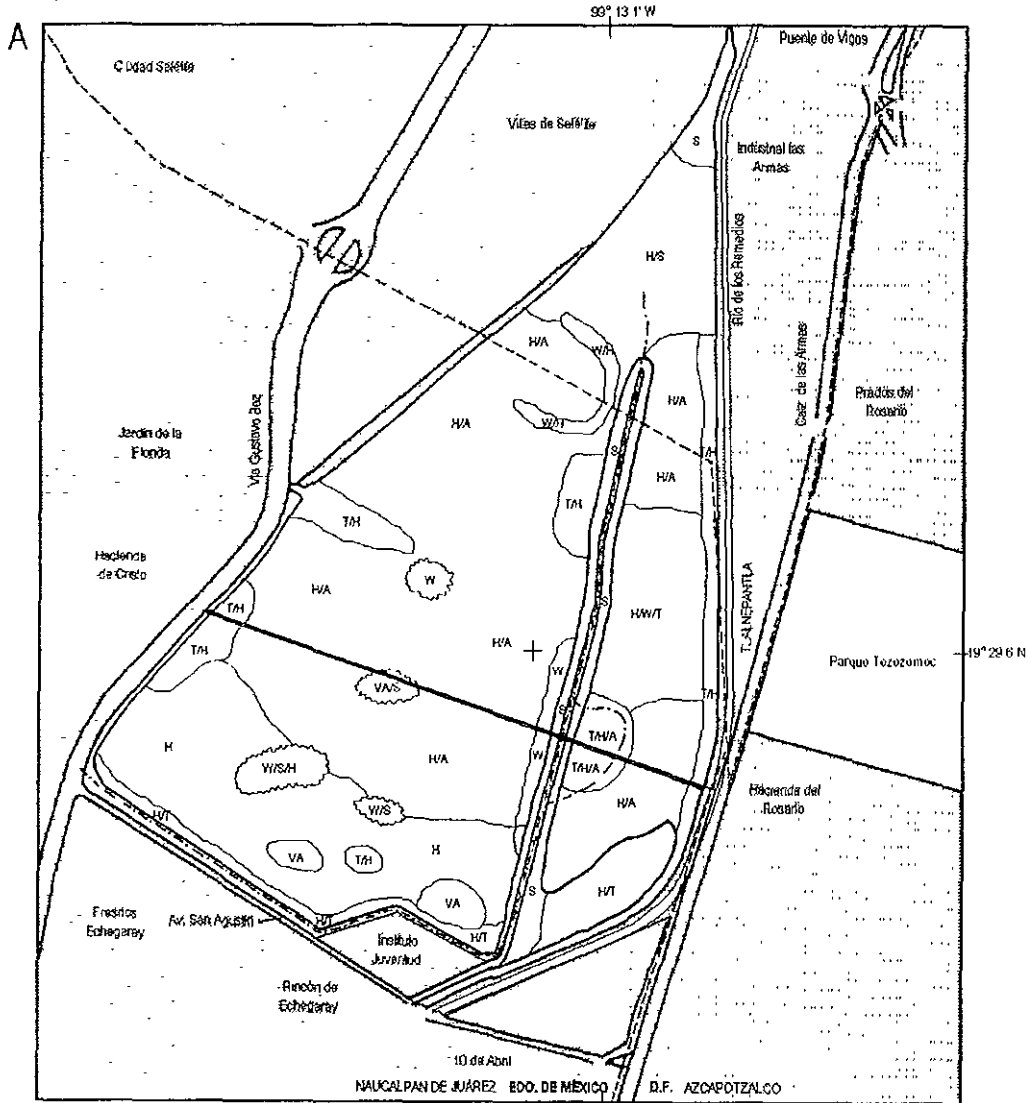 99° 13 1' W
A
Puente de Vigas
Ciudad Satélite
Viñas de Satélite
S
Industrial las
Armas
H/S
Río de los Remedios
H/A
W/H
H/A
Calz de las Armas
Prados del
Rosario
H/A
W/H
Jardín de la
Florida
Vía Gustavo Baz
S
T/H
H/A
T/H
T/H
Hacienda
de Cristo
W
H/A
T/H
S
H/W/T
TLALNEPANTLA
H/A
19° 29 6 N
Parque Tezozomoc
T/H
W
VA/S
T/H
S
T/H/A
H
H/A
W
T/H/A
W/S/H
Hacienda del
Rosario
W/S
H/A
H/T
H
VA
T/H
H/T
VA
S
Fresnos
Echegaray
Av. San Agustín
H/T
H/T
Instituto
Juventud
Rincón de
Echegaray
10 de Abril
NAUCALPAN DE JUÁREZ EDO. DE MÉXICO D.F. AZCAPOTZALCO